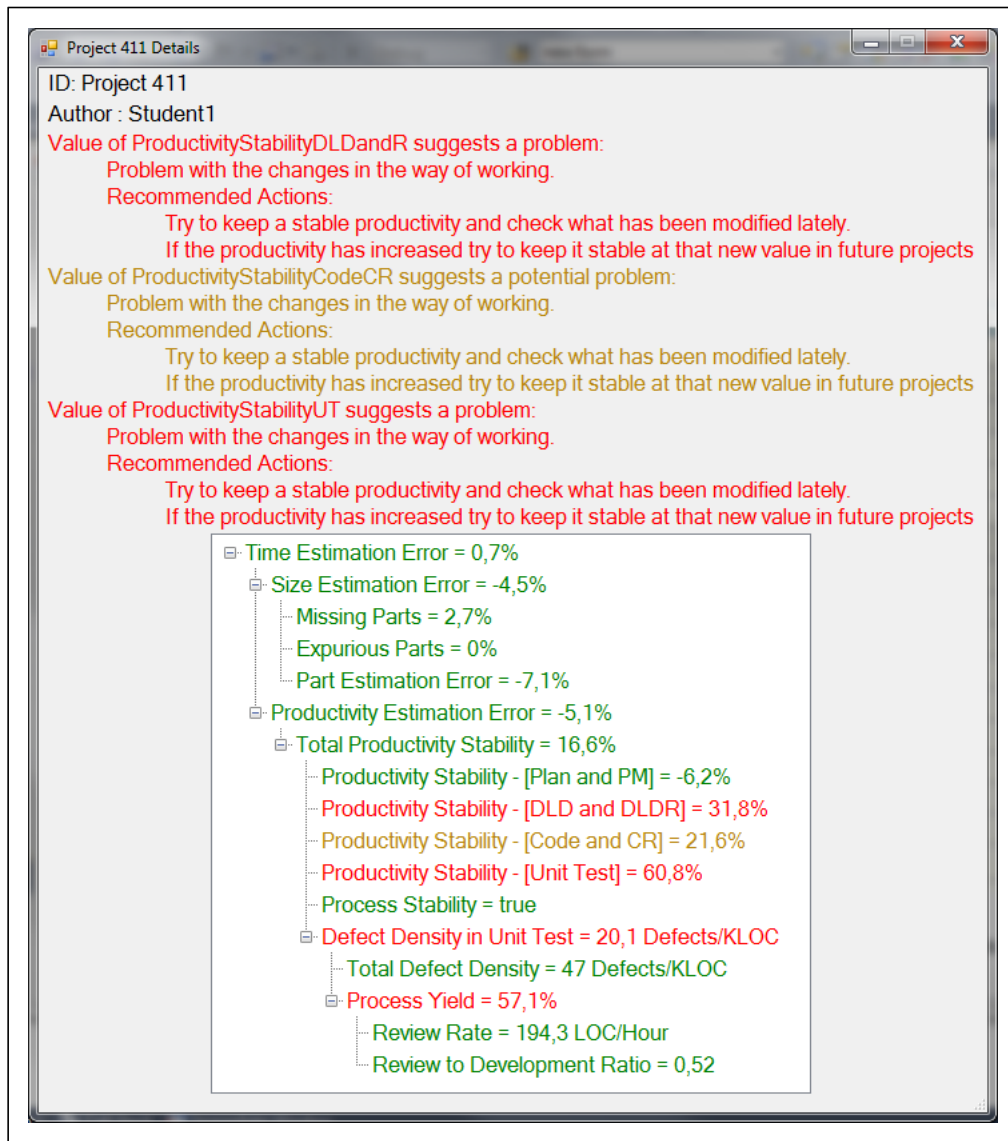 Project 411 Details
ID: Project 411
Author : Student1
Value of ProductivityStabilityDLDandR suggests a problem:
Problem with the changes in the way of working.
Recommended Actions:
Try to keep a stable productivity and check what has been modified lately.
If the productivity has increased try to keep it stable at that new value in future projects
Value of ProductivityStabilityCodeCR suggests a potential problem:
Problem with the changes in the way of working.
Recommended Actions:
Try to keep a stable productivity and check what has been modified lately.
If the productivity has increased try to keep it stable at that new value in future projects
Value of ProductivityStabilityUT suggests a problem:
Problem with the changes in the way of working.
Recommended Actions:
Try to keep a stable productivity and check what has been modified lately.
If the productivity has increased try to keep it stable at that new value in future projects
Time Estimation Error = 0,7%
Size Estimation Error = -4,5%
Missing Parts = 2,7%
Expurious Parts = 0%
Part Estimation Error = -7,1%
Productivity Estimation Error = -5,1%
Total Productivity Stability = 16,6%
Productivity Stability - [Plan and PM] = -6,2%
Productivity Stability - [DLD and DLDR] = 31,8%
Productivity Stability - [Code and CR] = 21,6%
Productivity Stability - [Unit Test] = 60,8%
Process Stability = true
Defect Density in Unit Test = 20,1 Defects/KLOC
Total Defect Density = 47 Defects/KLOC
Process Yield = 57,1%
Review Rate = 194,3 LOC/Hour
Review to Development Ratio = 0,52